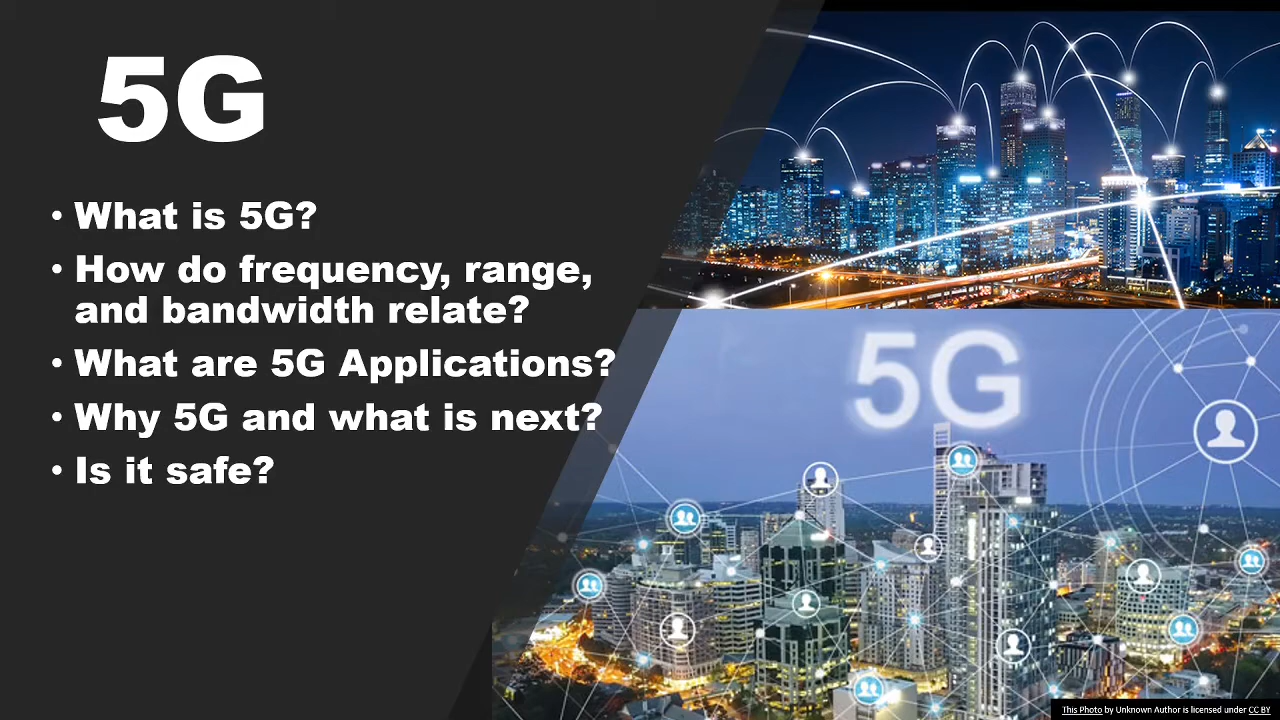 5G
• What is 5G?
• How do frequency, range,
and bandwidth relate?
• What are 5G Applications?
• Why 5G and what is next?
• Is it safe?
5G
This Photo by Unknown Author is licensed under CC BY